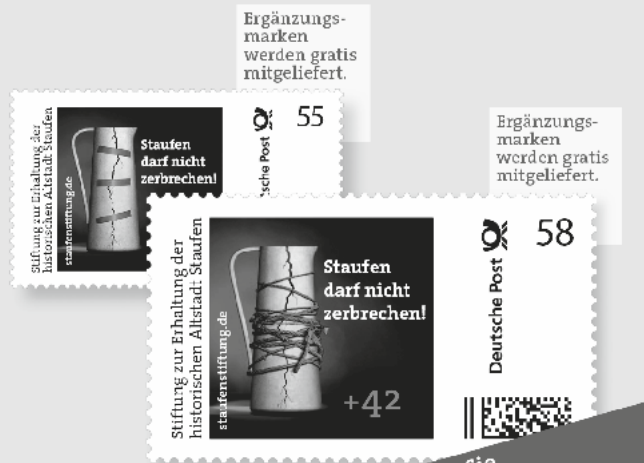 Ergänzungs-
marken
werden gratis
mitgeliefert.
Stiftung zur Erhaltung der
historischen Altstadt Staufen
staufenstiftung.de
Staufen
darf nicht
zerbrechen!
55
Ergänzungs-
marken
werden gratis
mitgeliefert.
Stiftung zur Erhaltung der
historischen Altstadt Staufen
staufenstiftung.de
Staufen
darf nicht
zerbrechen!
+42
Deutsche Post
58